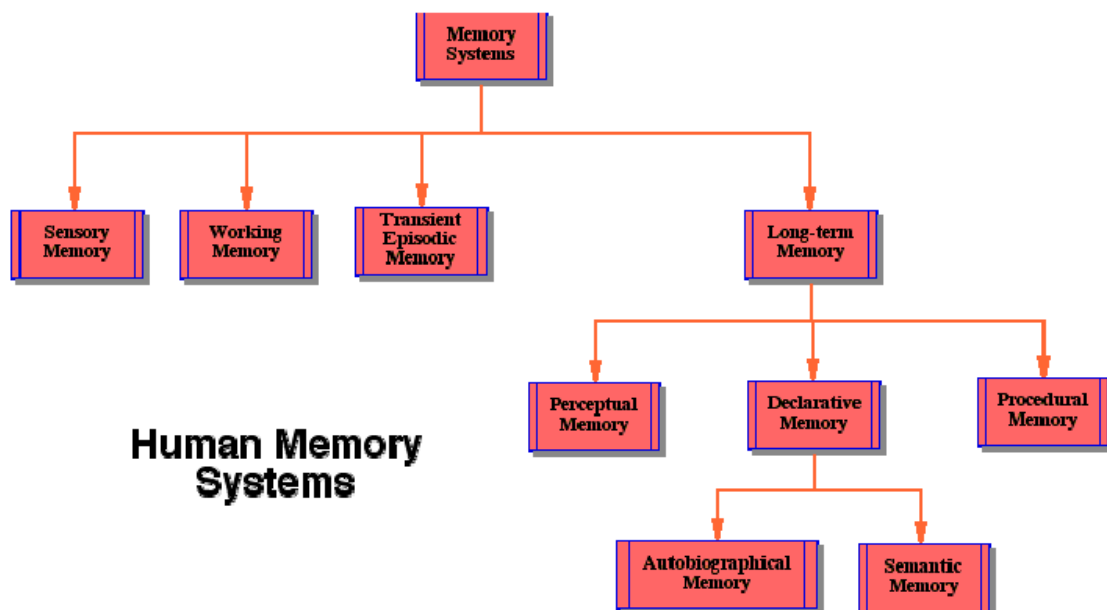 Memory
Systems
Sensory
Memory
Working
Memory
Transient
Episodic
Memory
Long-term
Memory
Perceptual
Memory
Declarative
Memory
Procedural
Memory
Human Memory
Systems
Autobiographical
Memory
Semantic
Memory